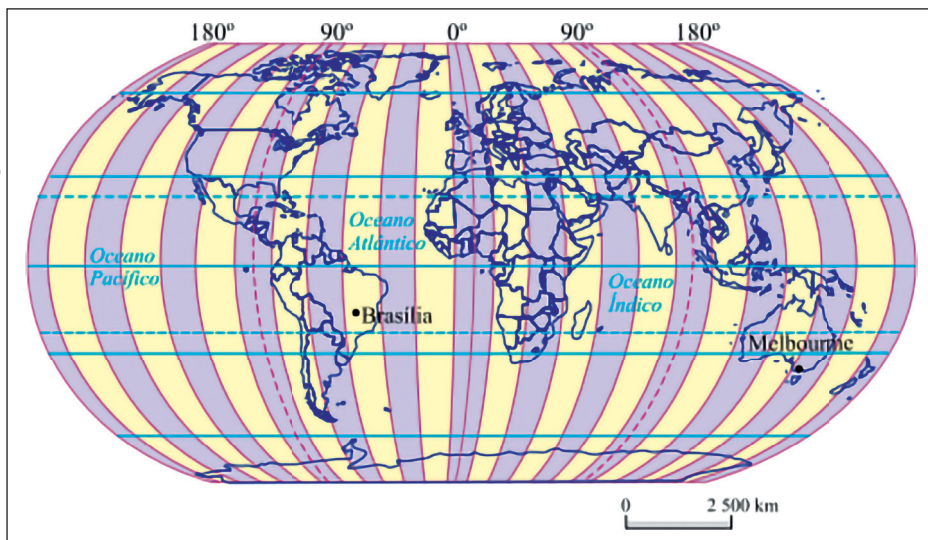 180º 90º 0º 90º 180º
Oceano
Atlântico
Oceano
Pacífico
Oceano
Índico
Brasília
Melbourne
0 2 500 km